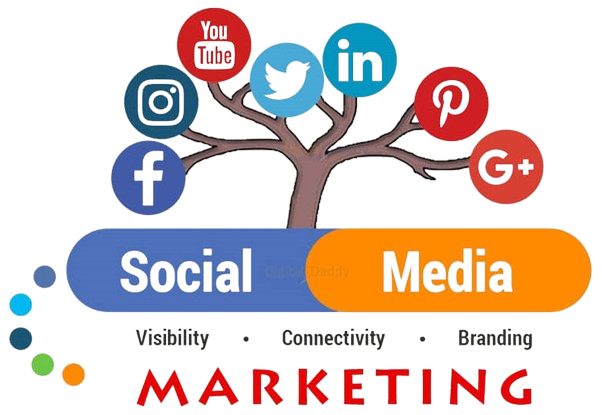 You
Tube
in
f
G+
Social Media
Visibility • Connectivity • Branding
MARKETING